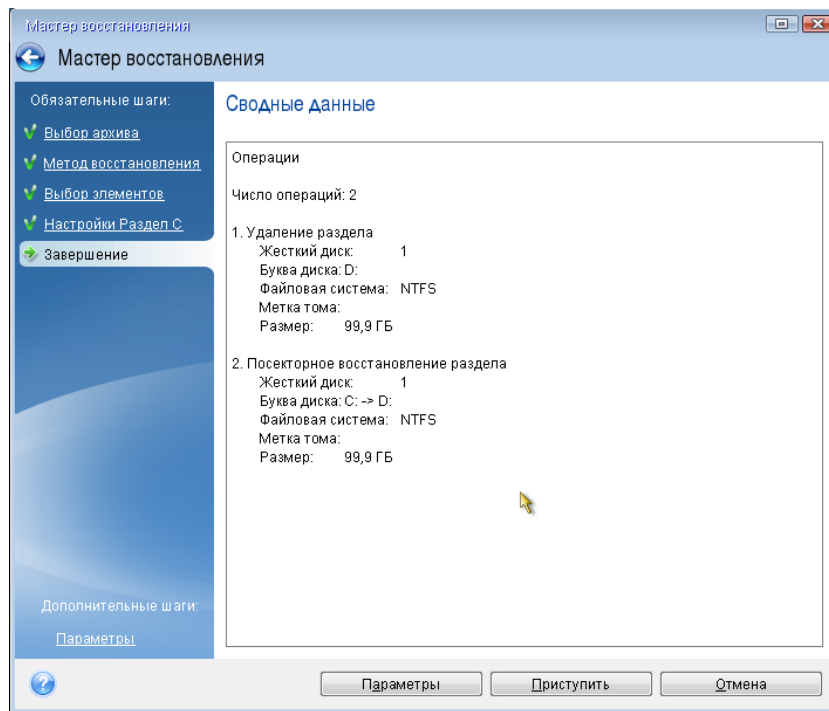 Мастер восстановления
Мастер восстановления
Обязательные шаги:
Выбор архива
Метод восстановления
Выбор элементов
Настройки Раздел C
Завершение
Сводные данные
Операции
Число операций: 2
1. Удаление раздела
Жесткий диск: 1
Буква диска: D:
Файловая система: NTFS
Метка тома:
Размер: 99,9 ГБ
2. Посекторное восстановление раздела
Жесткий диск: 1
Буква диска: C: -> D:
Файловая система: NTFS
Метка тома:
Размер: 99,9 ГБ
Дополнительные шаги:
Параметры
Параметры Приступить Отмена